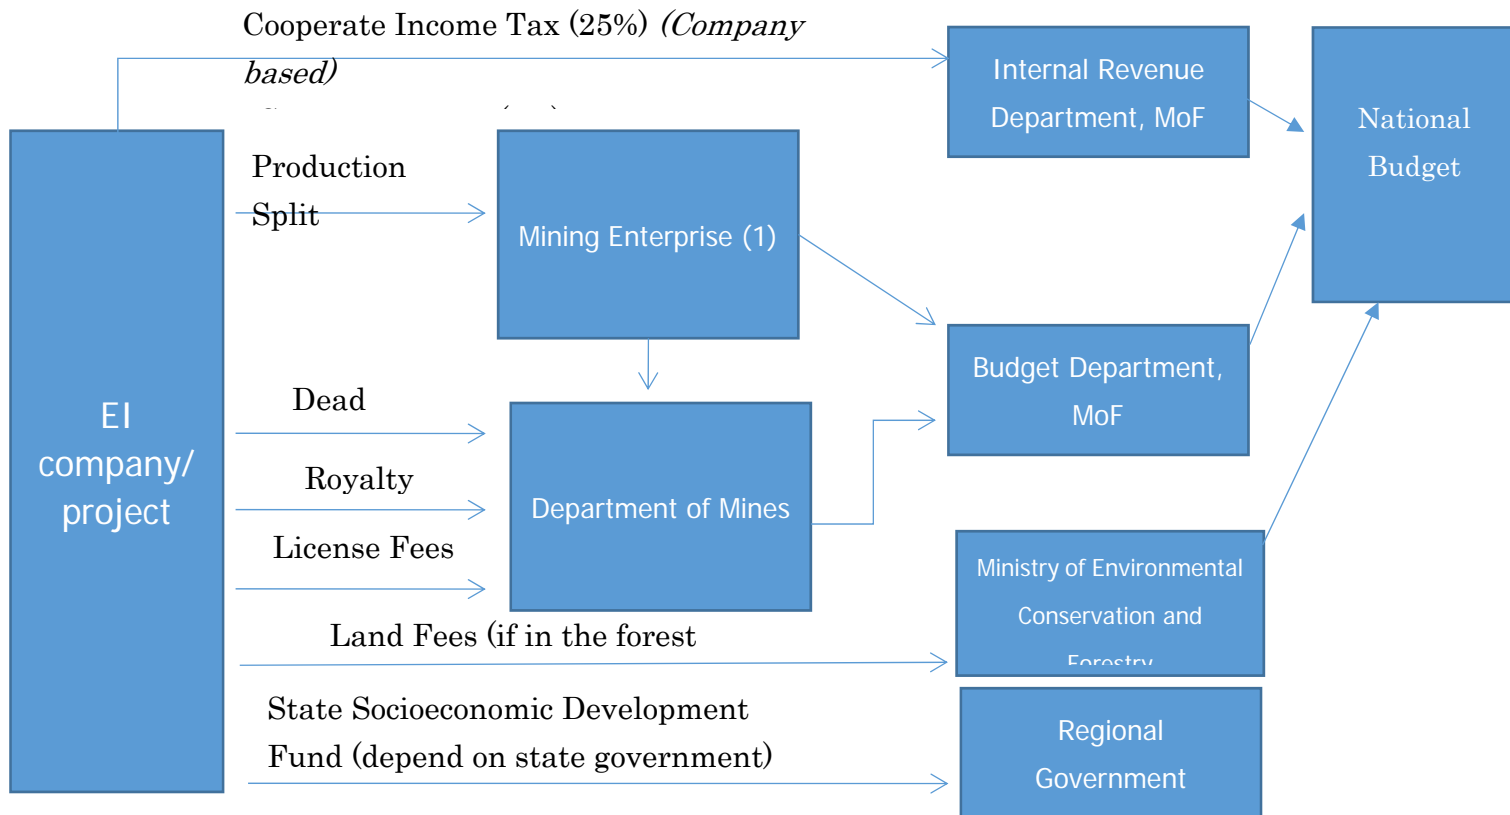 Cooperate Income Tax (25%) (Company
based)
Internal Revenue
Department, MoF
National
Budget
Production
Split
Mining Enterprise (1)
Budget Department,
MoF
EI
company/
project
Dead
Royalty
License Fees
Department of Mines
Land Fees (if in the forest
Ministry of Environmental
Conservation and
Forestry
State Socioeconomic Development
Fund (depend on state government)
Regional
Government